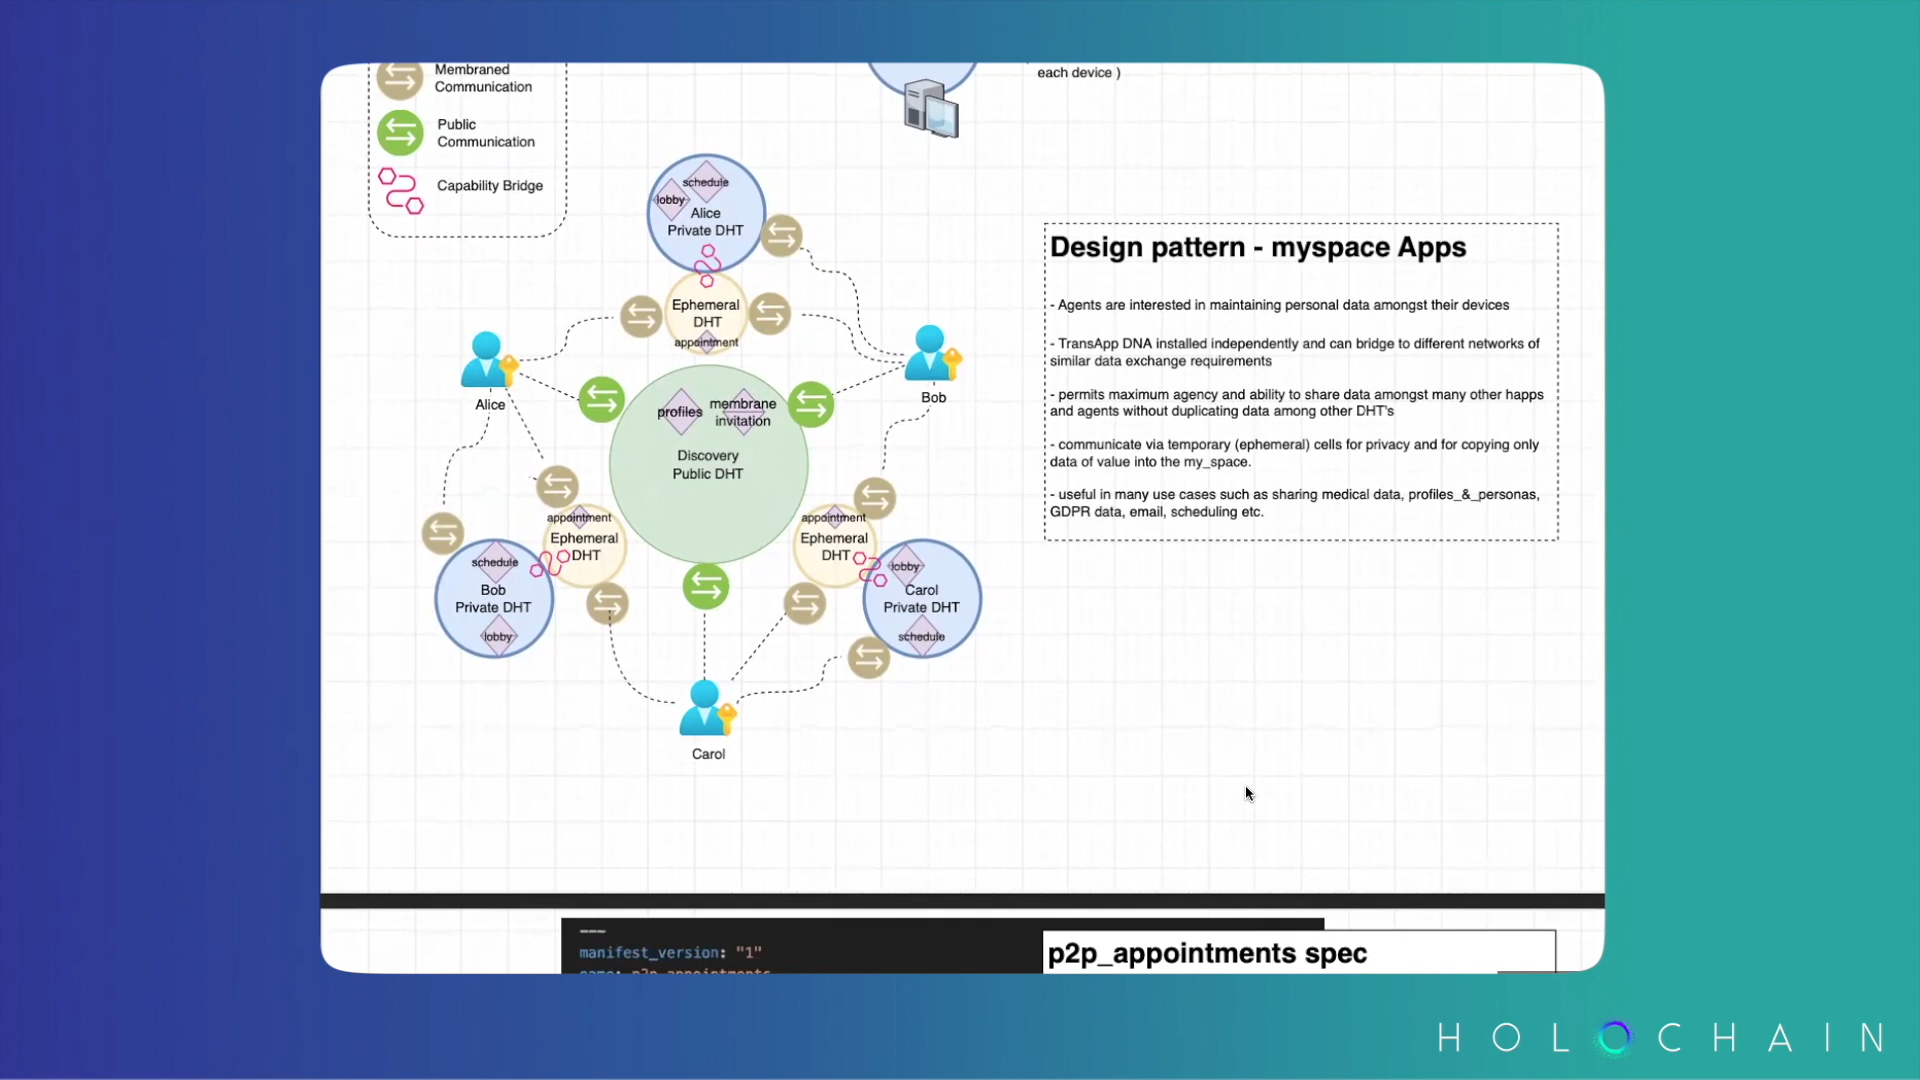 Membraned
Communication
Public
Communication
Capability Bridge
each device )
schedule
lobby
Alice
Private DHT
Ephemeral
DHT
appointment
Alice
Bob
profiles
membrane
invitation
Discovery
Public DHT
appointment
Ephemeral
DHT
appointment
Ephemeral
DHT
schedule
Bob
Private DHT
lobby
lobby
Carol
Private DHT
schedule
Carol
Design pattern - myspace Apps
- Agents are interested in maintaining personal data amongst their devices
- TransApp DNA installed independently and can bridge to different networks of
similar data exchange requirements
- permits maximum agency and ability to share data amongst many other happs
and agents without duplicating data among other DHT's
- communicate via temporary (ephemeral) cells for privacy and for copying only
data of value into the my_space.
- useful in many use cases such as sharing medical data, profiles_&_personas,
GDPR data, email, scheduling etc.
---
manifest_version: "1"
name: p2p_appointments
p2p_appointments spec
HOLOCHAIN